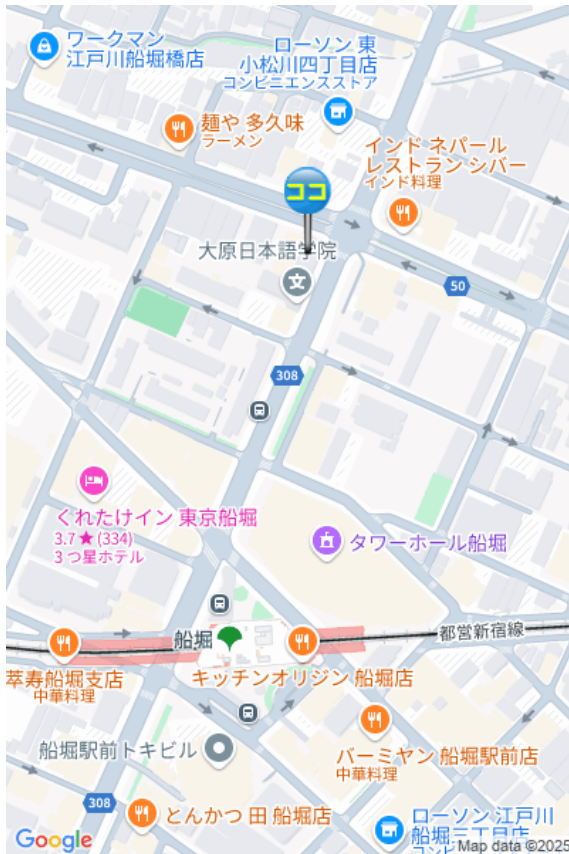 ワークマン
江戸川船堀橋店
ローソン 東
小松川四丁目店
コンビニエンスストア
麺や 多久味
ラーメン
インド ネパール
レストラン シバー
インド料理
ココ
大原日本語学院
文
50
308
くれたけイン 東京船堀
3.7★(334)
3 つ星ホテル
タワーホール船堀
船堀
都営新宿線
萃寿船堀支店
中華料理
キッチンオリジン 船堀店
船堀駅前トキビル
バーミヤン 船堀駅前店
中華料理
308
とんかつ 田 船堀店
ローソン 江戸川
船堀三丁目店
Google
Map data ©2025